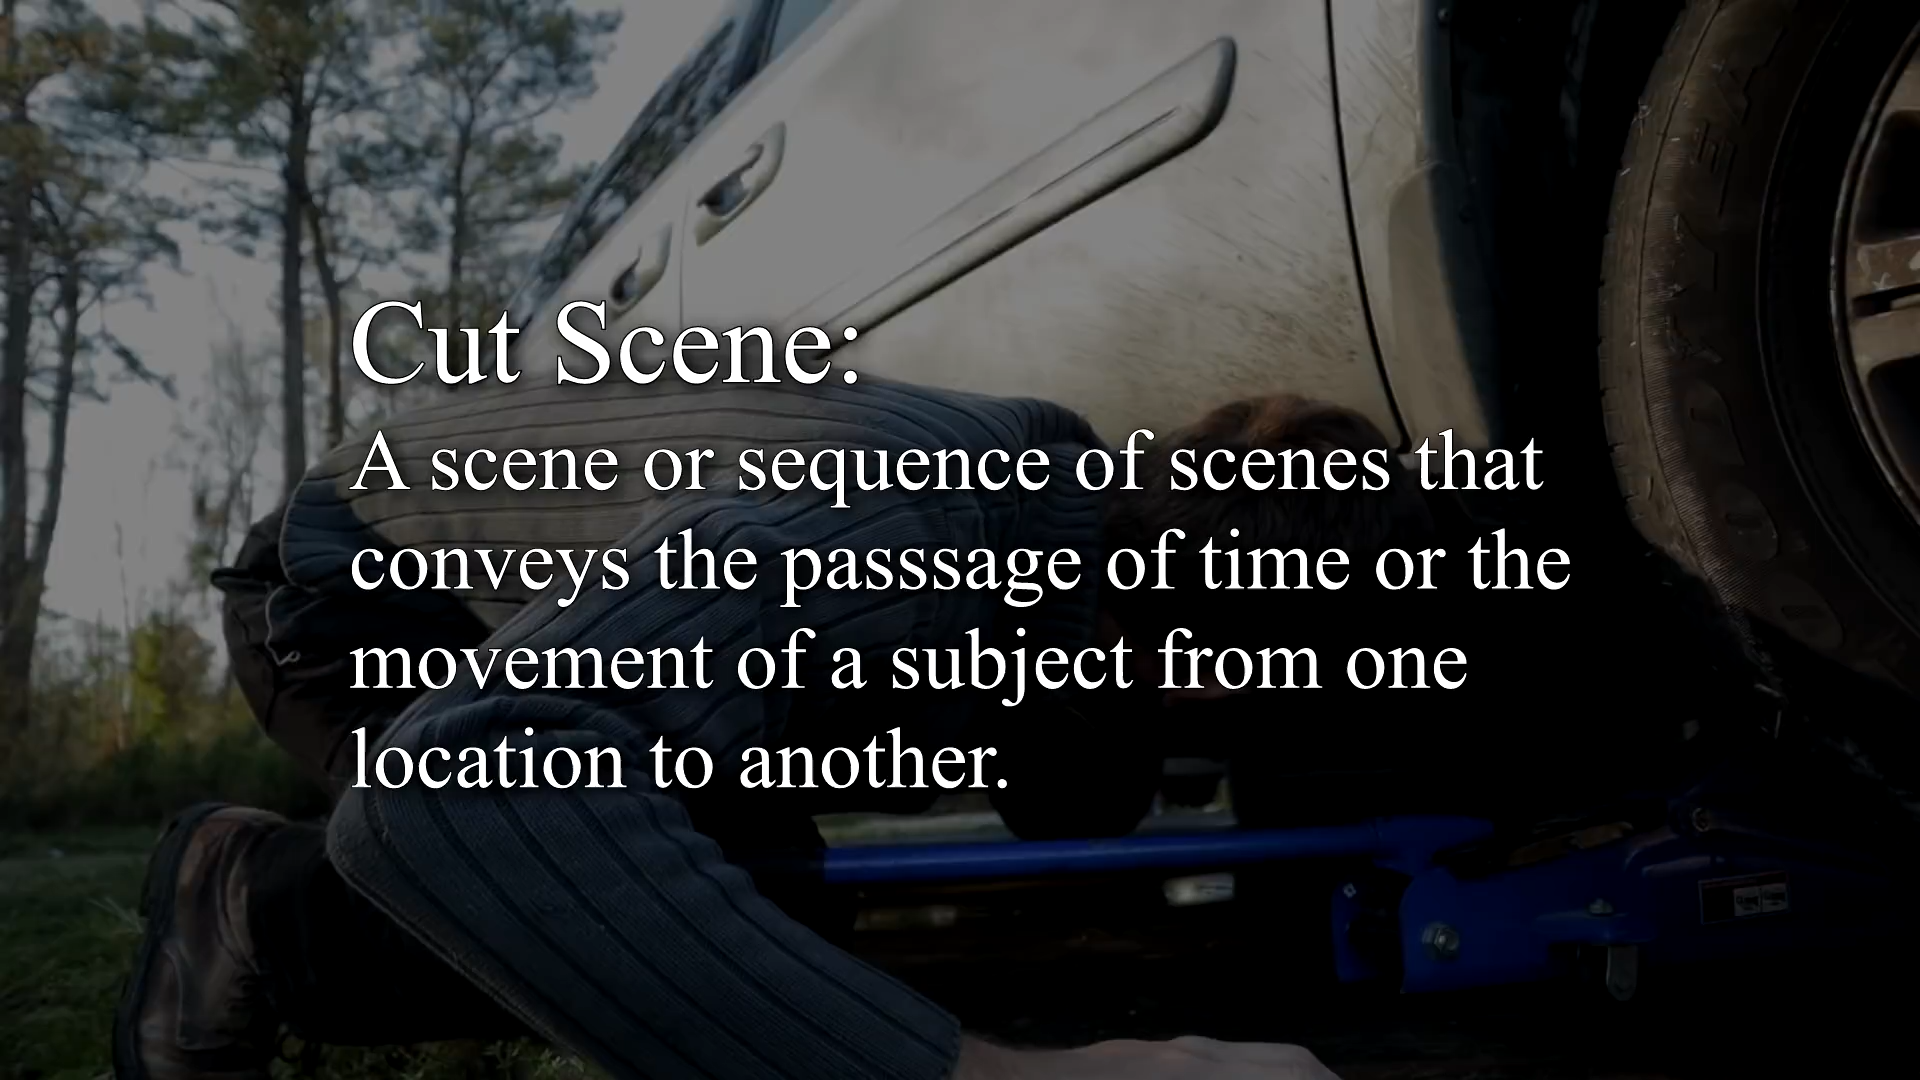 Cut Scene:
A scene or sequence of scenes that
conveys the passsage of time or the
movement of a subject from one
location to another.